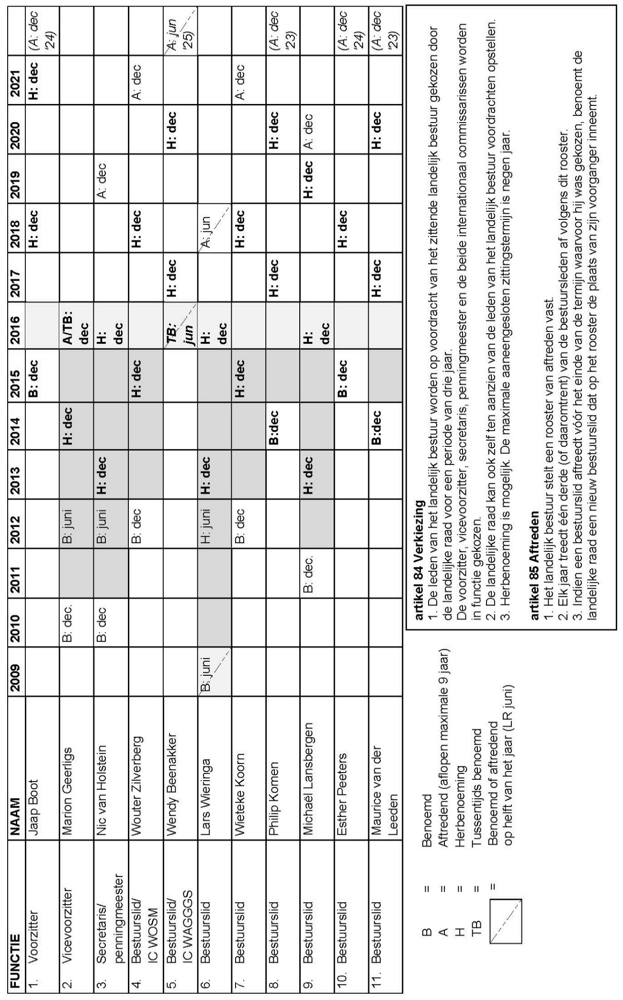 FUNCTIE NAAM 2009 2010 2011 2012 2013 2014 2015 2016 2017 2018 2019 2020 2021
1. Voorzitter Jaap Boot B: dec H: dec H: dec (A: dec
'24)
2. Vicevoorzitter Marion Geerligs B: dec. B: juni H: dec A/TB:
dec
3. Secretaris/ Nic van Holstein B: dec B: juni H: dec H: A: dec
penningmeester dec
4. Bestuurslid/ Wouter Zilverberg B: dec H: dec H: dec A: dec
IC WOSM
5. Bestuurslid/ Wendy Beenakker TB: H: dec H: dec A: jun
IC WAGGGS jun '25)
6. Bestuurslid Lars Wieringa B: juni H: juni H: dec H: A: jun
dec
7. Bestuurslid Wieteke Koorn B: dec H: dec H: dec A: dec
8. Bestuurslid Philip Komen B:dec H: dec H: dec (A: dec
'23)
9. Bestuurslid Michaël Lansbergen B: dec. H: dec H: H: dec A: dec
dec
10. Bestuurslid Esther Peeters B: dec H: dec (A: dec
'24)
11. Bestuurslid Maurice van der B:dec H: dec H: dec (A: dec
Leeden '23)
B = Benoemd
A = Aftredend (aflopen maximale 9 jaar)
H = Herbenoeming
TB = Tussentijds benoemd
= Benoemd of aftredend
op helft van het jaar (LR juni)
artikel 84 Verkiezing
1. De leden van het landelijk bestuur worden op voordracht van het zittende landelijk bestuur gekozen door
de landelijke raad voor een periode van drie jaar.
De voorzitter, vicevoorzitter, secretaris, penningmeester en de beide internationaal commissarissen worden
in functie gekozen.
2. De landelijke raad kan ook zelf ten aanzien van de leden van het landelijk bestuur voordrachten opstellen.
3. Herbenoeming is mogelijk. De maximale aaneengesloten zittingstermijn is negen jaar.
artikel 85 Aftreden
1. Het landelijk bestuur stelt een rooster van aftreden vast.
2. Elk jaar treedt één derde (of daaromtrent) van de bestuursleden af volgens dit rooster.
3. Indien een bestuurslid aftreedt vóór het einde van de termijn waarvoor hij was gekozen, benoemt de
landelijke raad een nieuw bestuurslid dat op het rooster de plaats van zijn voorganger inneemt.